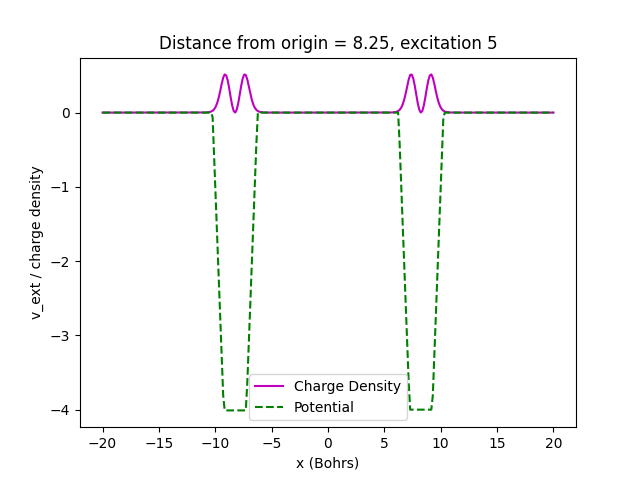 Distance from origin = 8.25, excitation 5
v_ext / charge density
0
−1
−2
−3
−4
Charge Density
Potential
−20 −15 −10 −5 0 5 10 15 20
x (Bohrs)